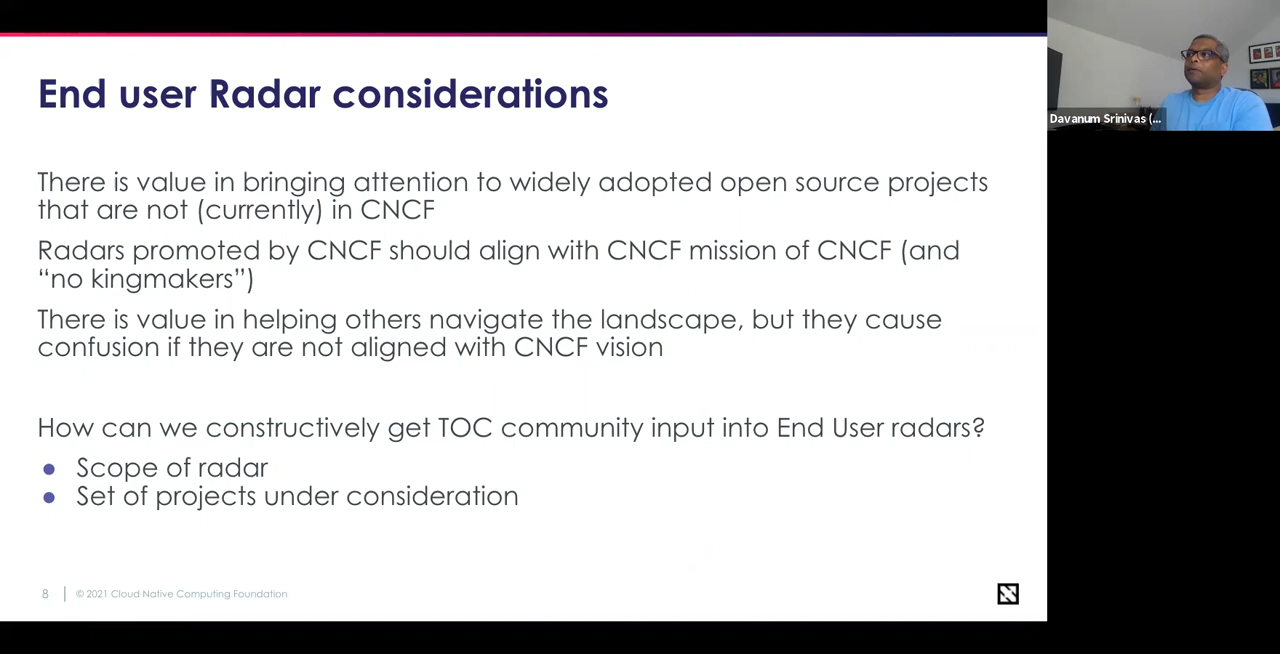 End user Radar considerations
There is value in bringing attention to widely adopted open source projects
that are not (currently) in CNCF
Radars promoted by CNCF should align with CNCF mission of CNCF (and
“no kingmakers”)
There is value in helping others navigate the landscape, but they cause
confusion if they are not aligned with CNCF vision
How can we constructively get TOC community input into End User radars?
● Scope of radar
● Set of projects under consideration
8 | © 2021 Cloud Native Computing Foundation
Davanum Srinivas (...